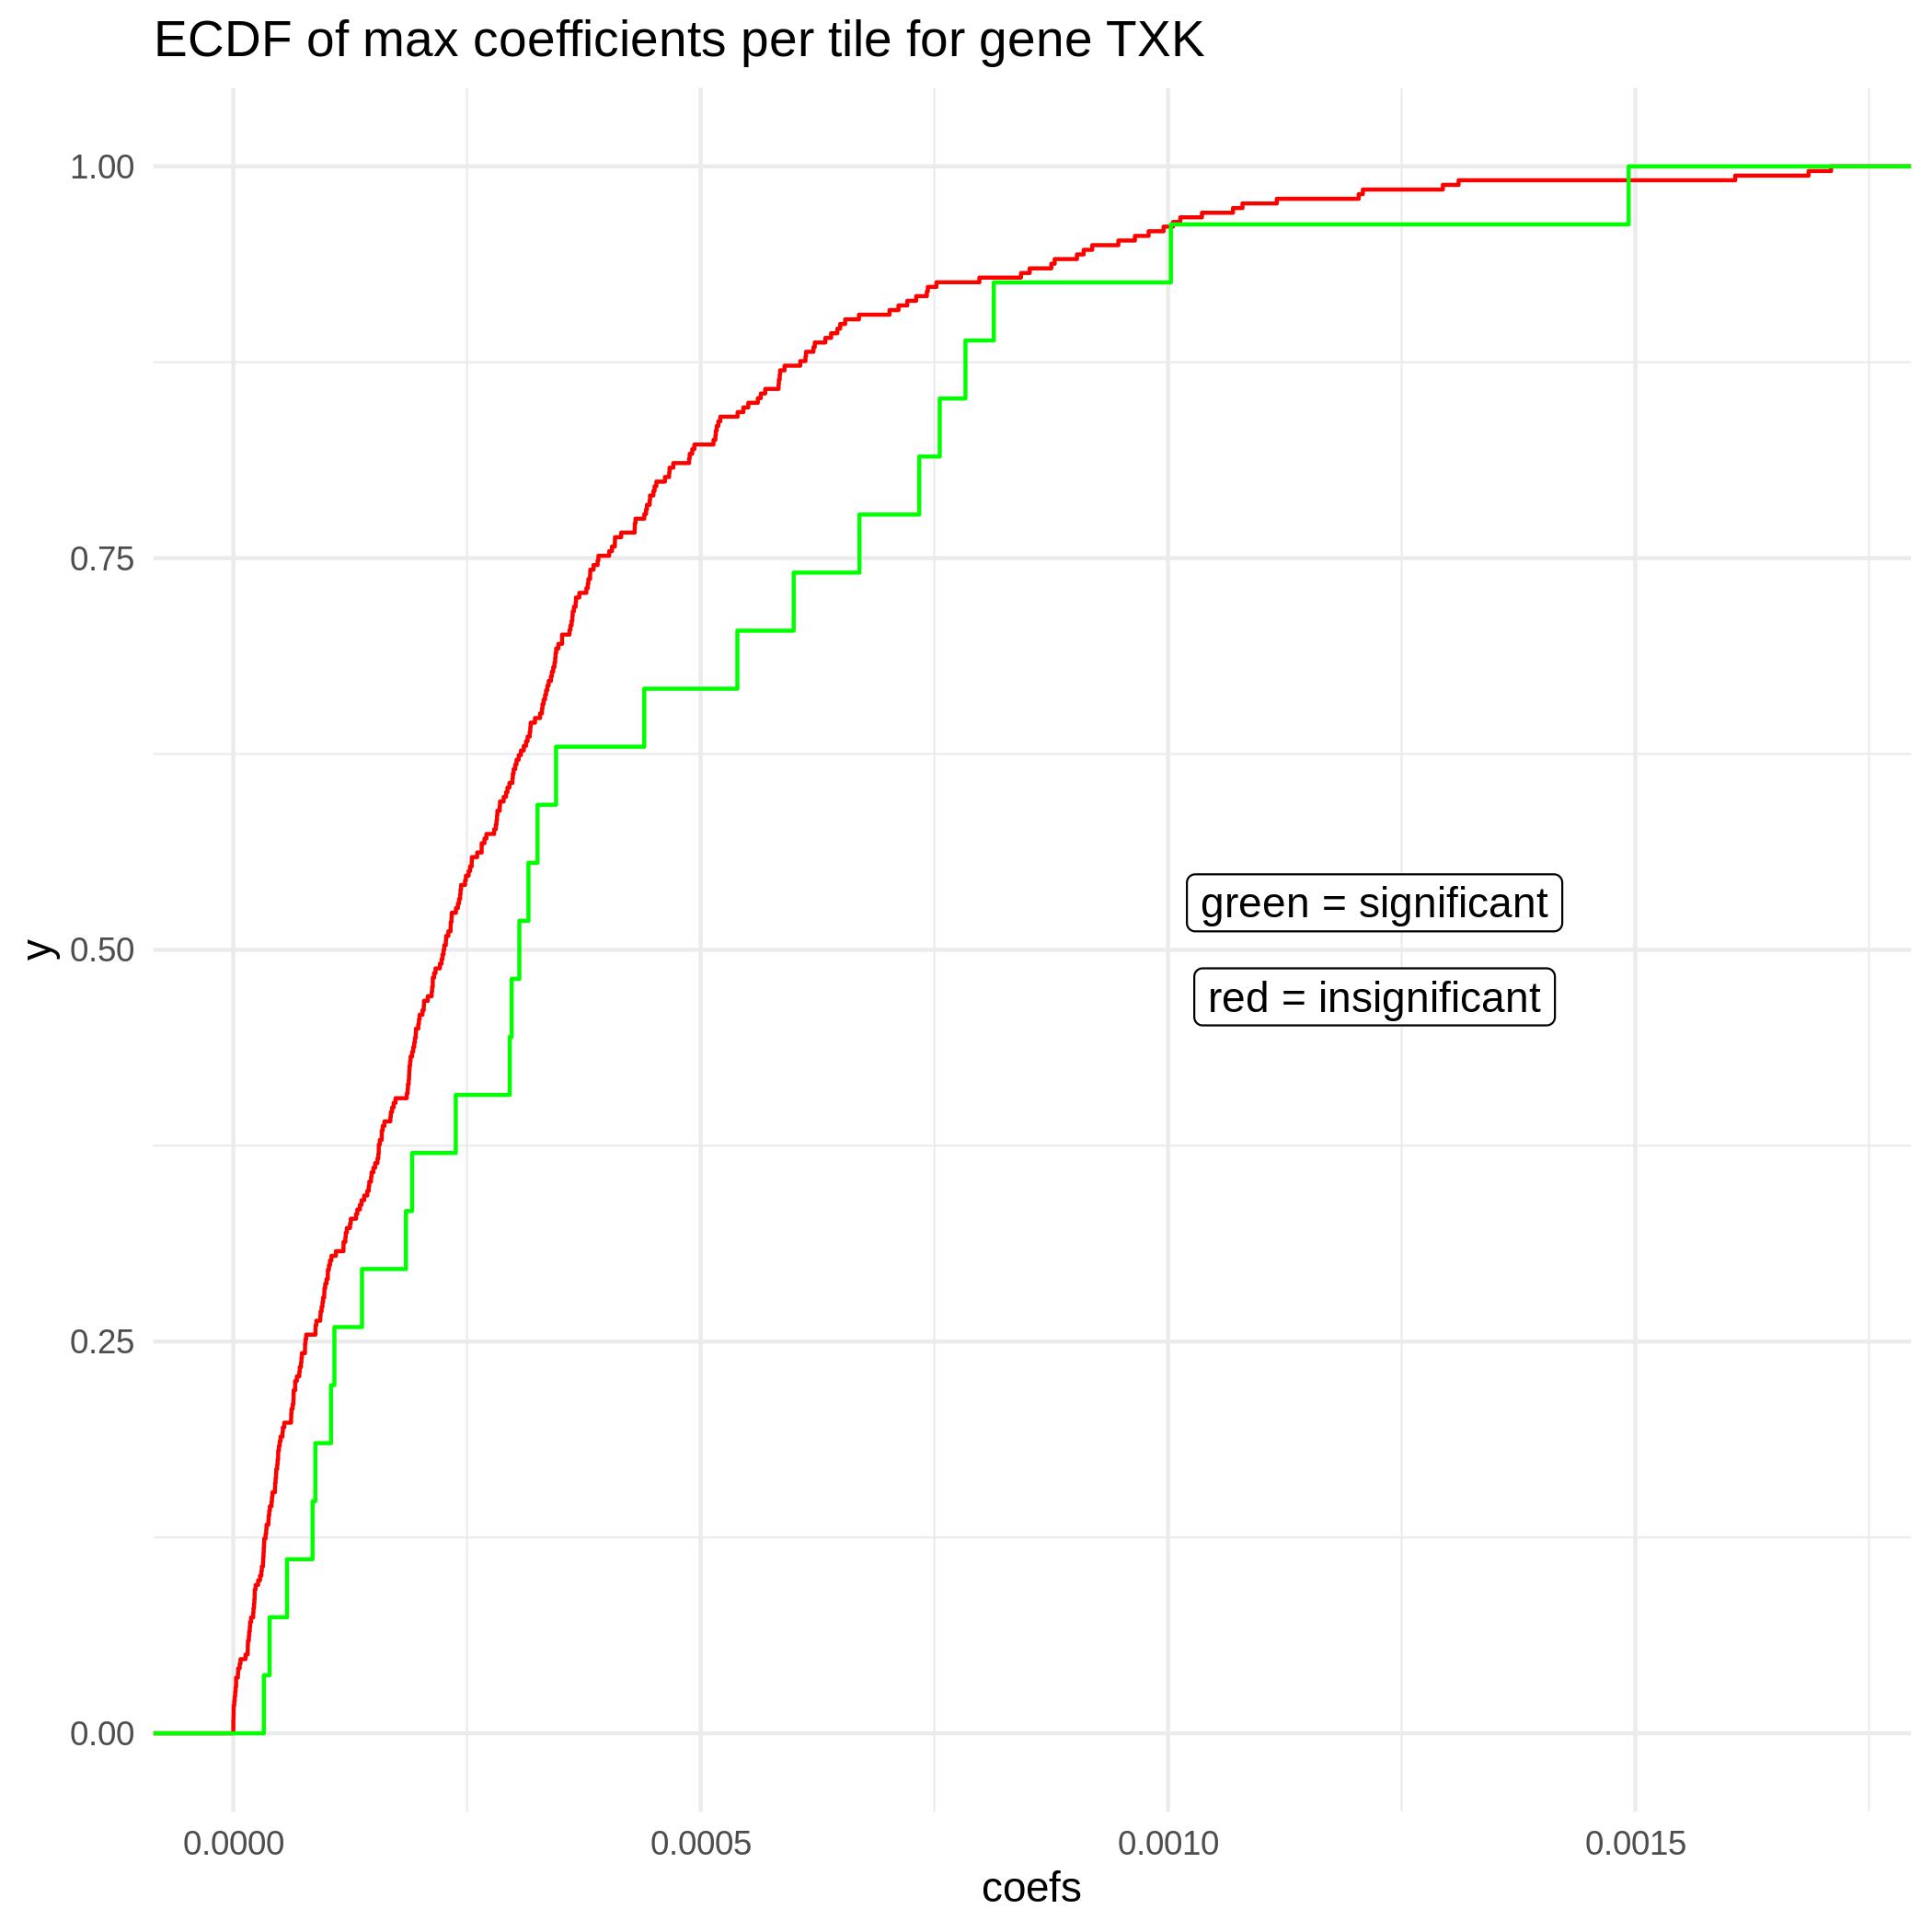 ECDF of max coefficients per tile for gene TXK
1.00
0.75
0.50
0.25
0.00
y
green = significant
red = insignificant
0.0000
0.0005
0.0010
0.0015
coefs